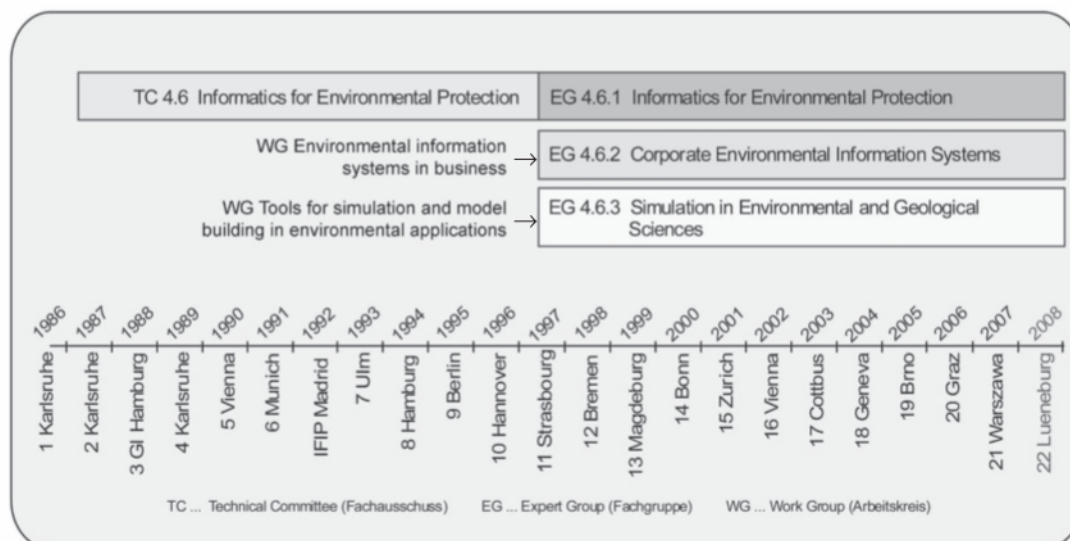 TC 4.6 Informatics for Environmental Protection
EG 4.6.1 Informatics for Environmental Protection
WG Environmental information
systems in business
EG 4.6.2 Corporate Environmental Information Systems
WG Tools for simulation and model
building in environmental applications
EG 4.6.3 Simulation in Environmental and Geological
Sciences
1986
1987
1988
1989
1990
1991
1992
1993
1994
1995
1996
1997
1998
1999
2000
2001
2002
2003
2004
2005
2006
2007
2008
1 Karlsruhe
2 Karlsruhe
3 GI Hamburg
4 Karlsruhe
5 Vienna
6 Munich
IFIP Madrid
7 Ulm
8 Hamburg
9 Berlin
10 Hannover
11 Strasbourg
12 Bremen
13 Magdeburg
14 Bonn
15 Zurich
16 Vienna
17 Cottbus
18 Geneva
19 Brno
20 Graz
21 Warszawa
22 Lueneburg
TC ... Technical Committee (Fachausschuss)
EG ... Expert Group (Fachgruppe)
WG ... Work Group (Arbeitskreis)